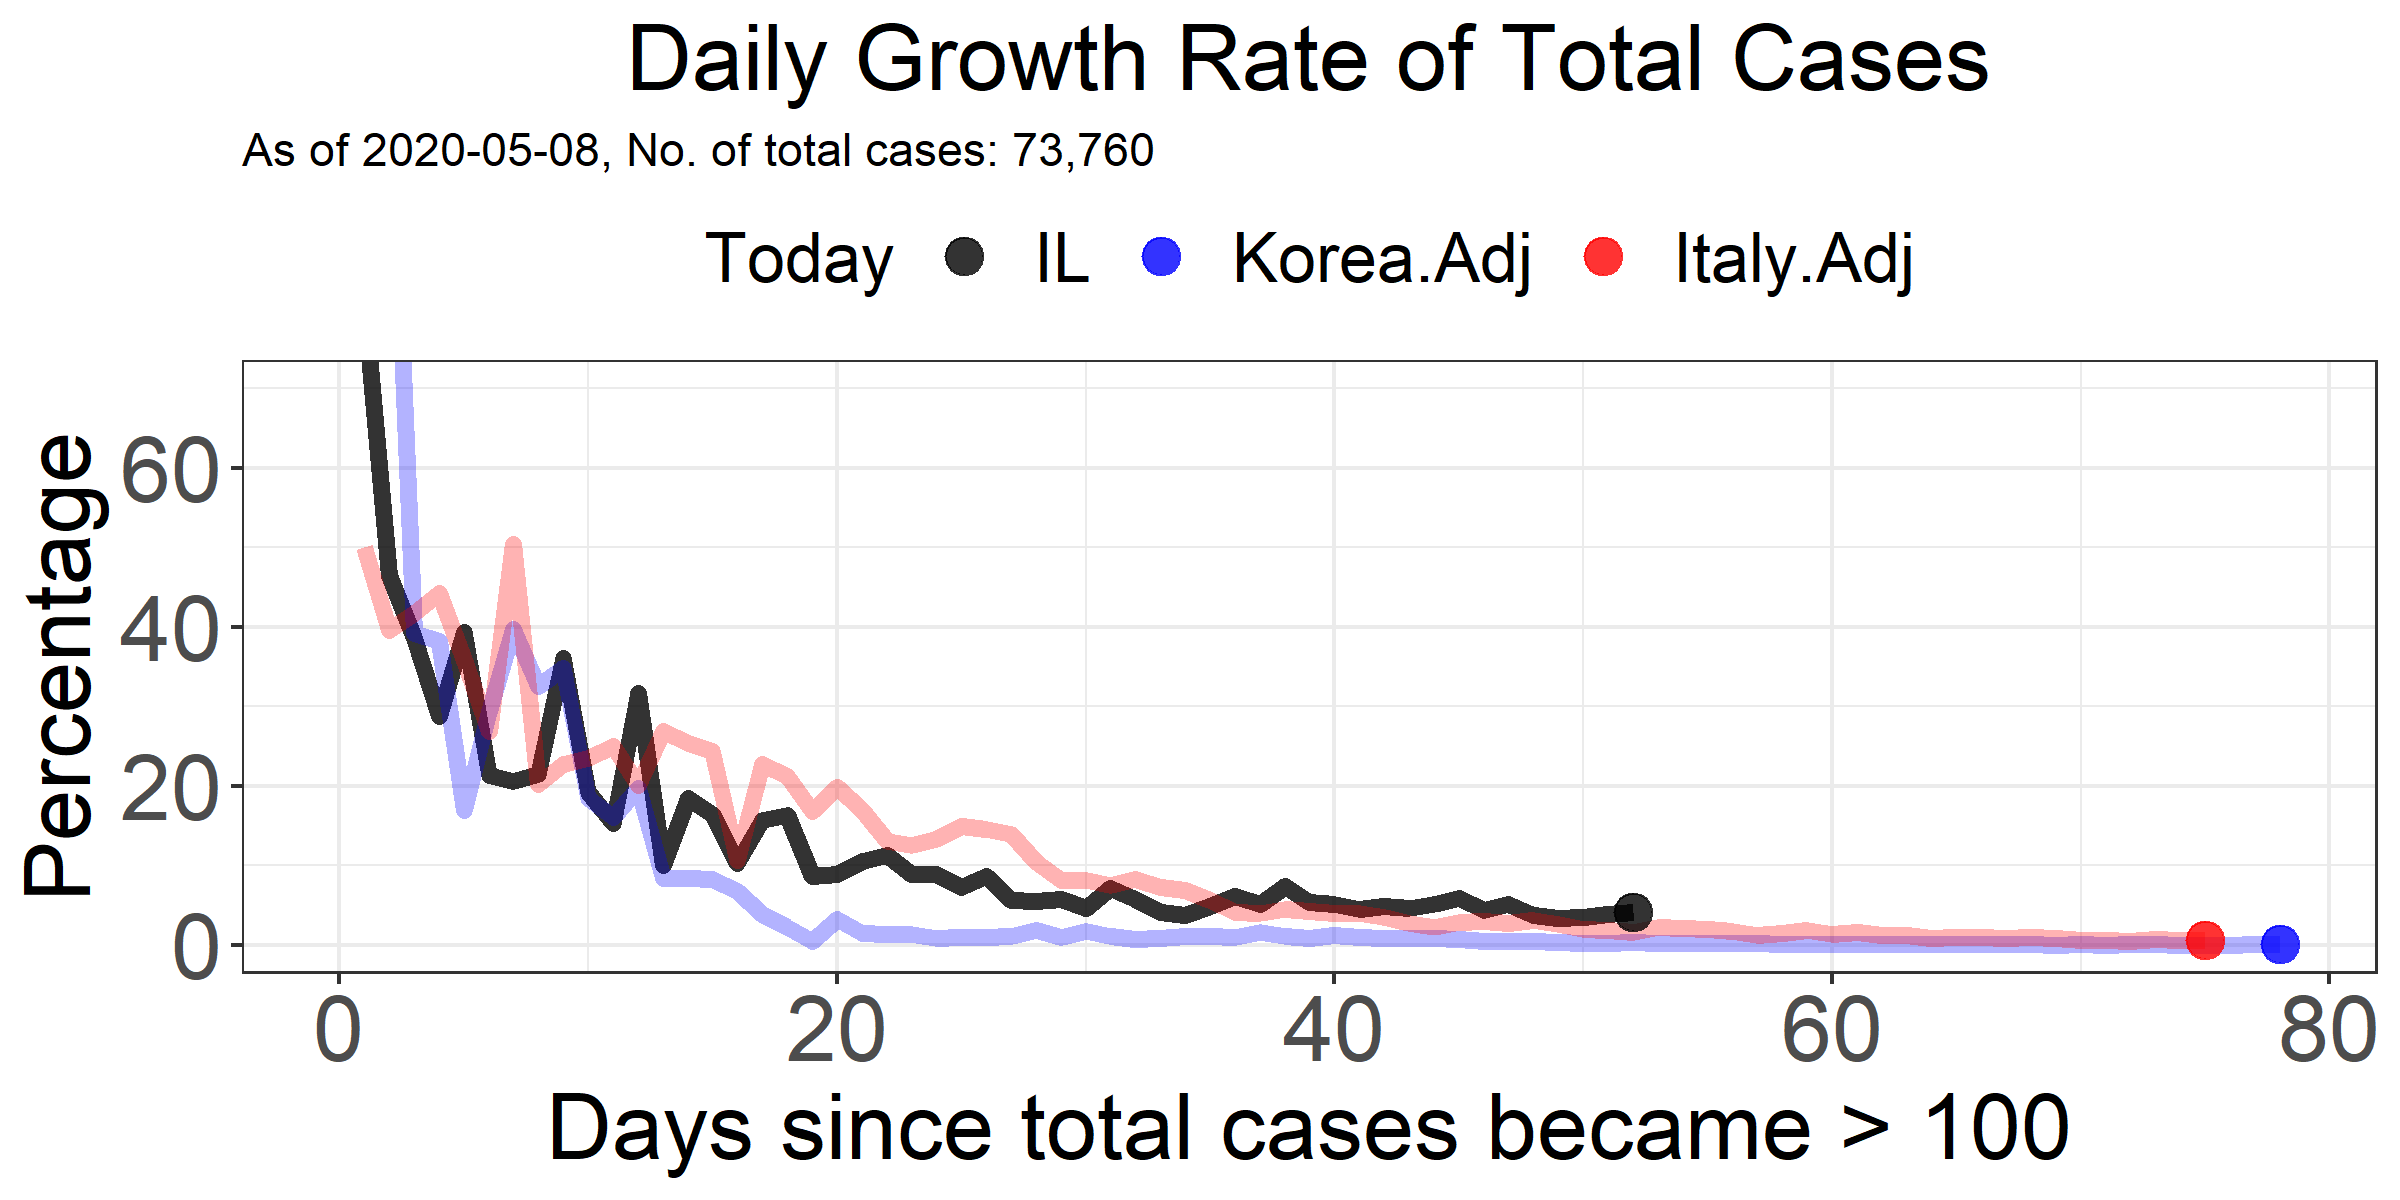 Daily Growth Rate of Total Cases
As of 2020-05-08, No. of total cases: 73,760
Today IL Korea.Adj Italy.Adj
Percentage
60
40
20
0
0 20 40 60 80
Days since total cases became > 100